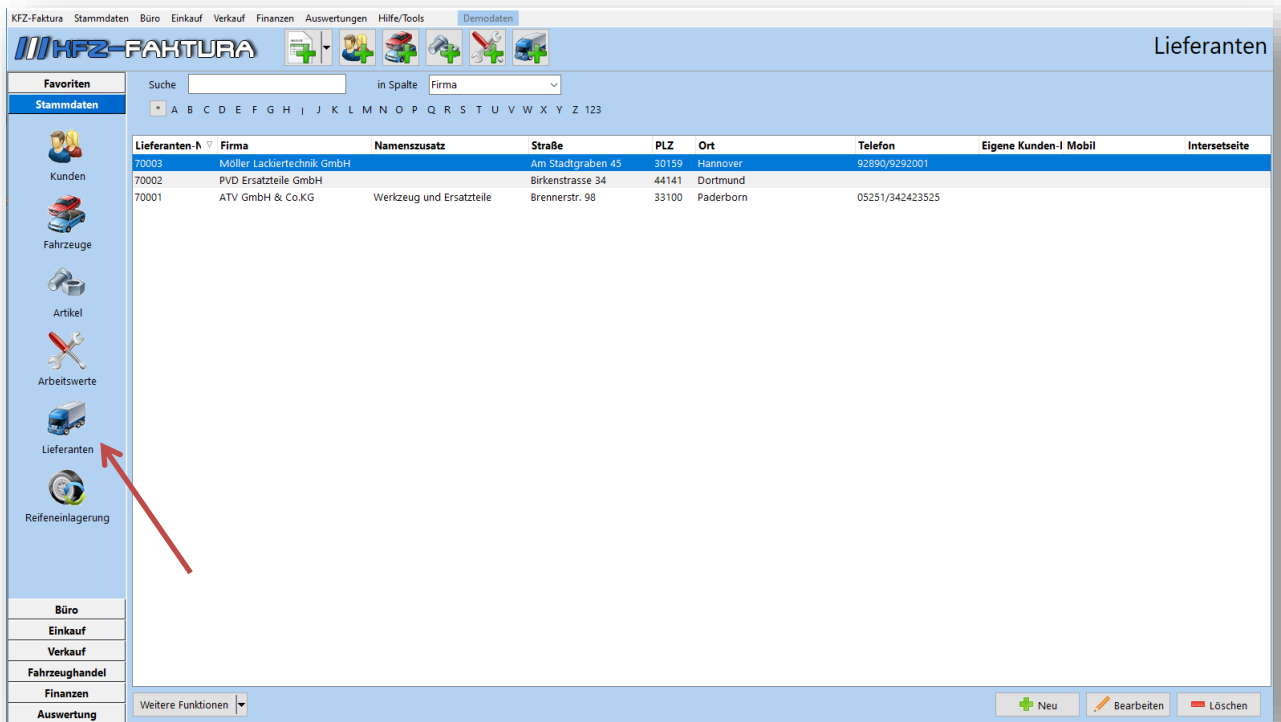 KFZ-Faktura Stammdaten Büro Einkauf Verkauf Finanzen Auswertungen Hilfe/Tools Demodaten
KFZ-FAKTURA
Lieferanten
Favoriten
Stammdaten
Kunden
Fahrzeuge
Artikel
Arbeitswerte
Lieferanten
Reifeneinlagerung
Büro
Einkauf
Verkauf
Fahrzeughandel
Finanzen
Auswertung
Suche in Spalte Firma
* A B C D E F G H I J K L M N O P Q R S T U V W X Y Z 123
Lieferanten-N Firma Namenszusatz Straße PLZ Ort Telefon Eigene Kunden-I Mobil Intersetseite
70003 Möller Lackiertechnik GmbH Am Stadtgraben 45 30159 Hannover 92890/9292001
70002 PVD Ersatzteile GmbH Birkenstrasse 34 44141 Dortmund
70001 ATV GmbH & Co.KG Werkzeug und Ersatzteile Brennerstr. 98 33100 Paderborn 05251/342423525
Weitere Funktionen Neu Bearbeiten Löschen